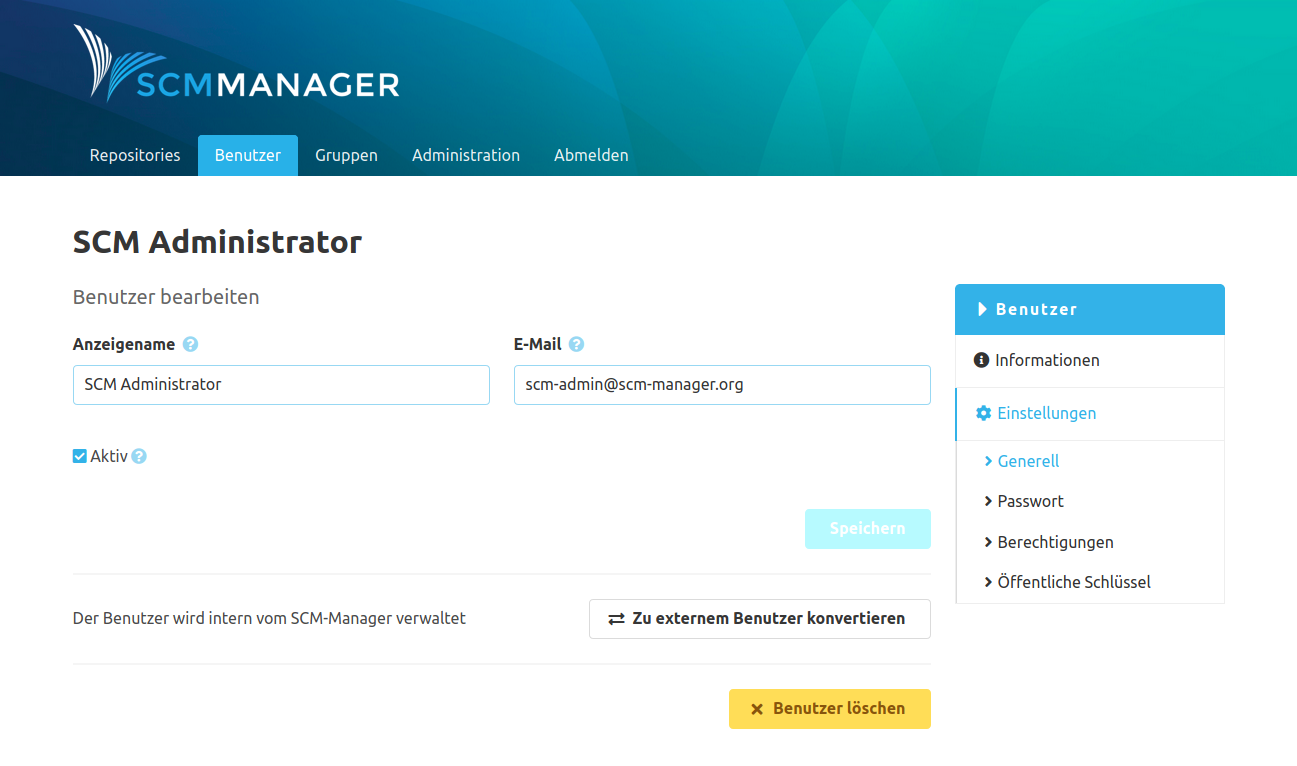 SCMMANAGER
Repositories Benutzer Gruppen Administration Abmelden
SCM Administrator
Benutzer bearbeiten
Anzeigename ? E-Mail ?
SCM Administrator scm-admin@scm-manager.org
Aktiv ?
Speichern
Der Benutzer wird intern vom SCM-Manager verwaltet Zu externem Benutzer konvertieren
Benutzer löschen
Benutzer
Informationen
Einstellungen
Generell
Passwort
Berechtigungen
Öffentliche Schlüssel